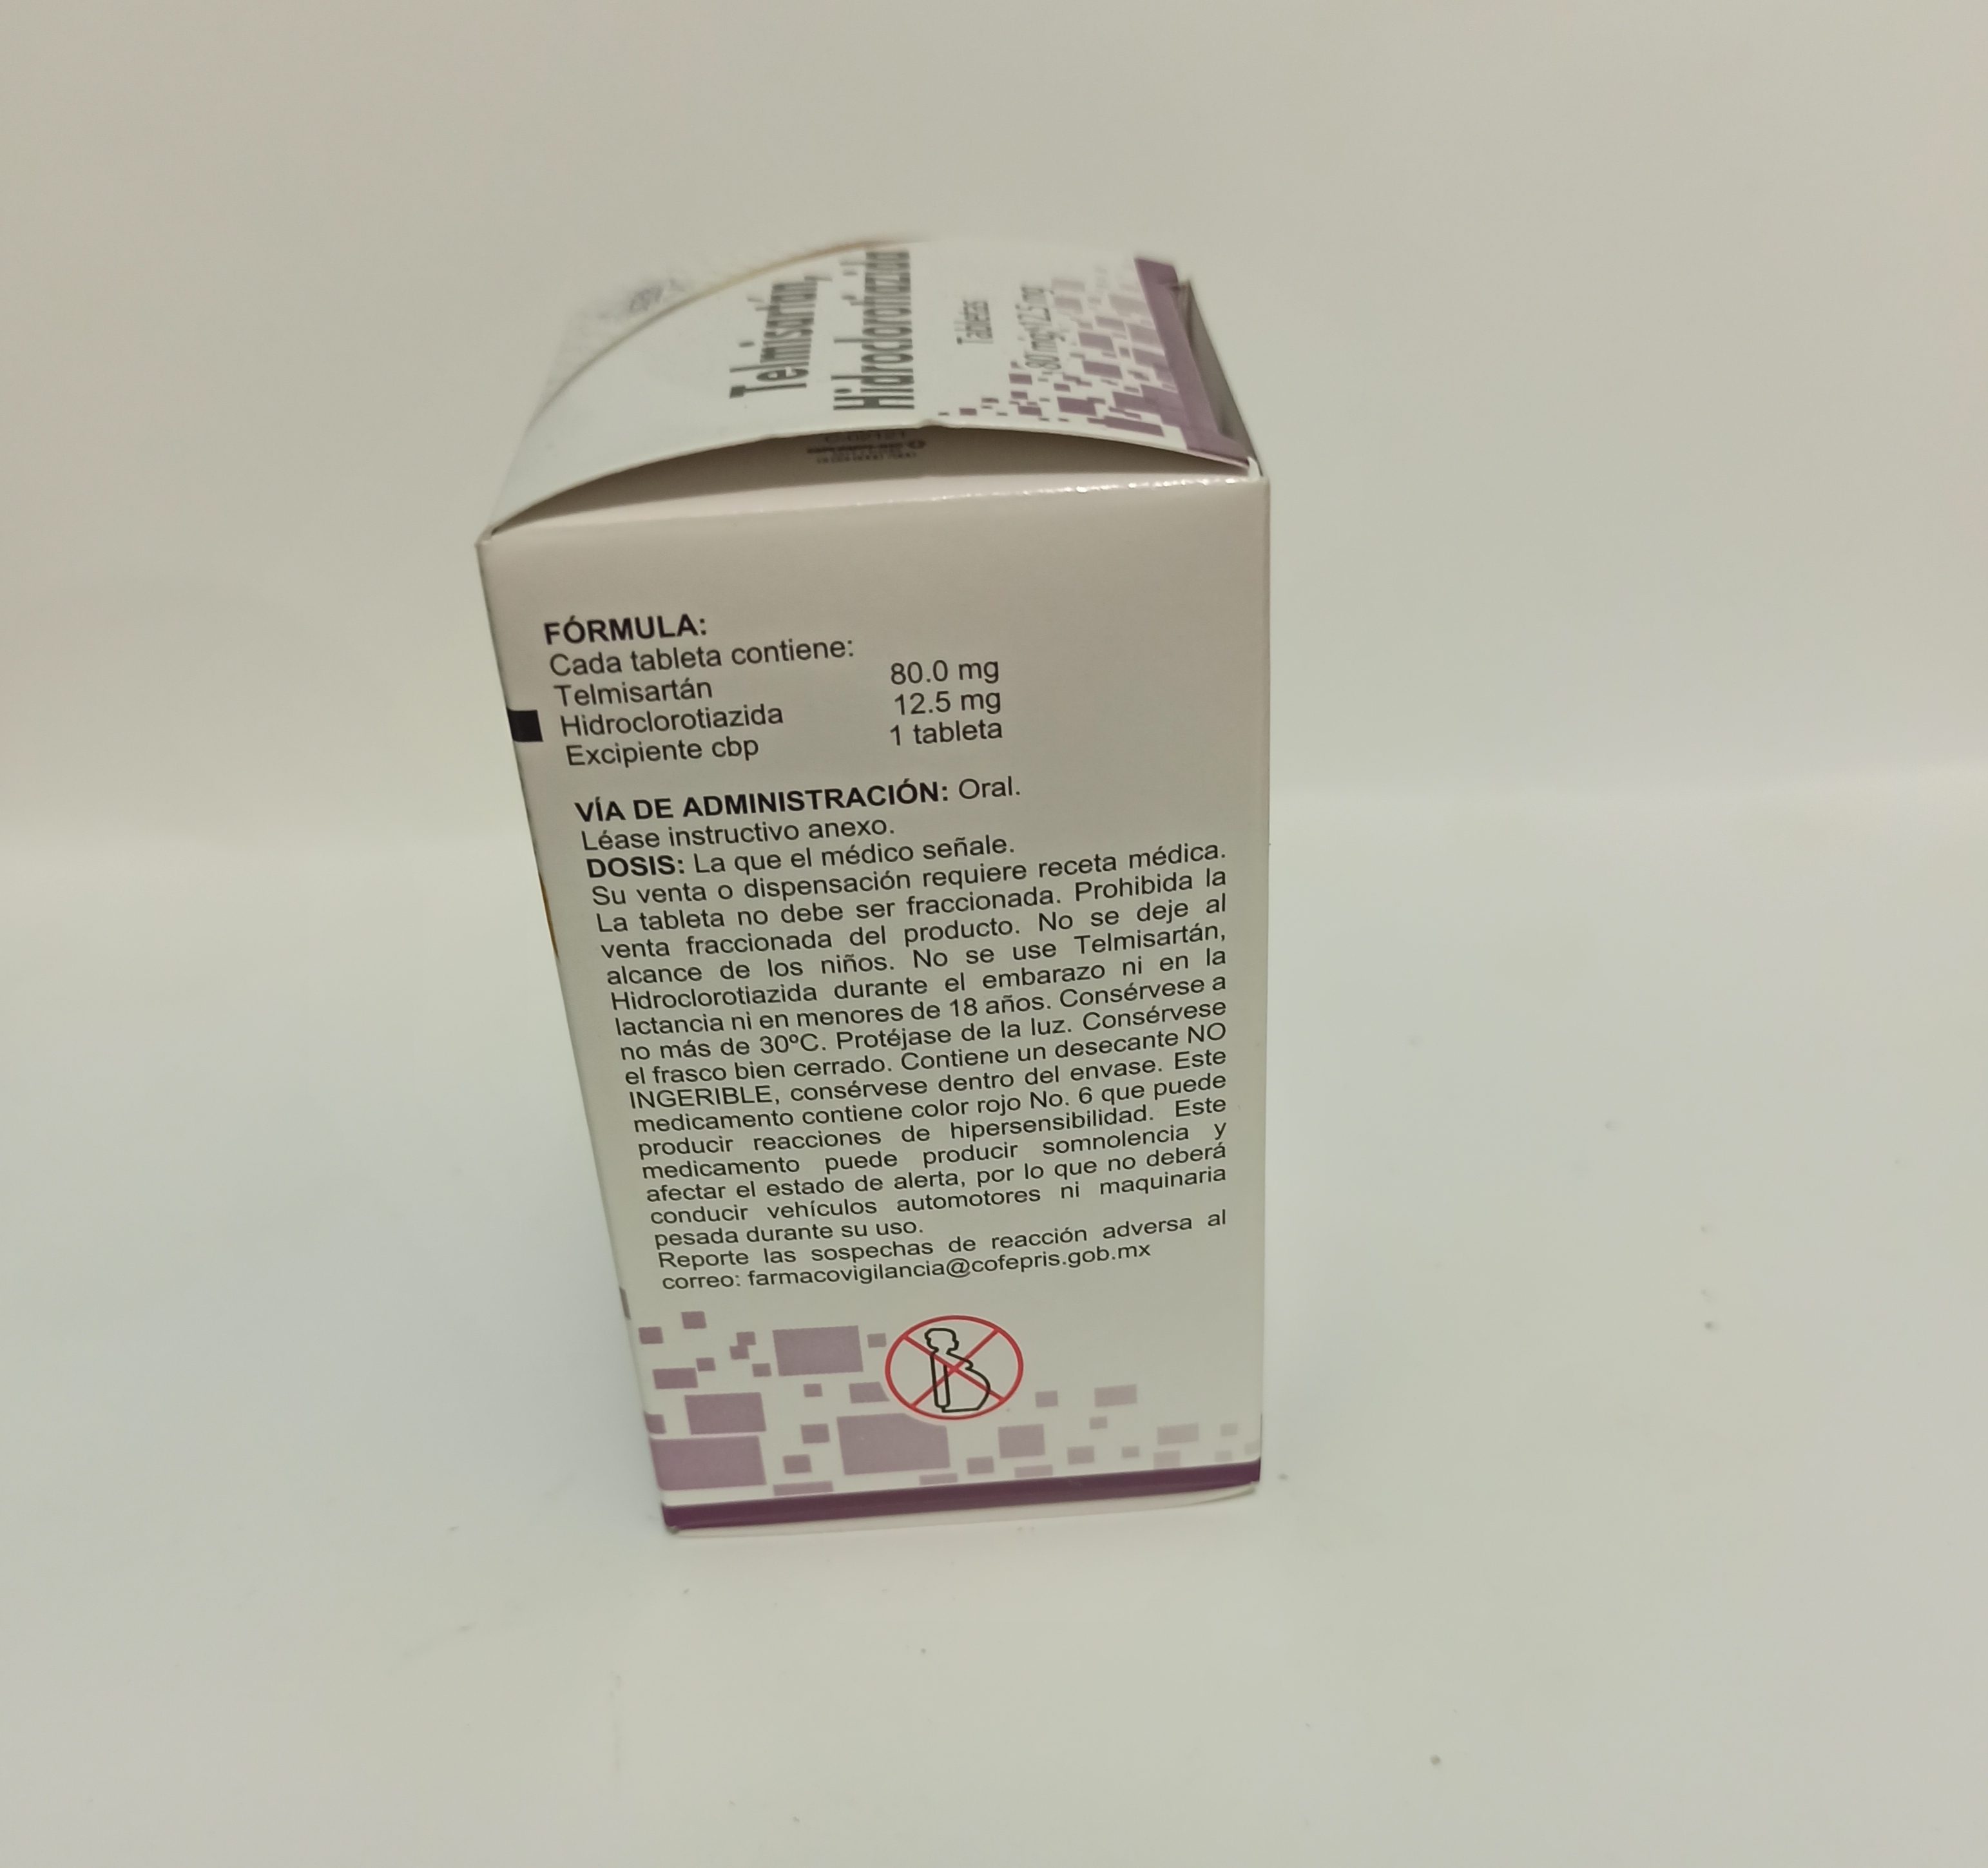 Telmisartán,
Hidroclorotiazida
Tabletas
80 mg/12.5 mg
FÓRMULA:
Cada tableta contiene:
Telmisartán 80.0 mg
Hidroclorotiazida 12.5 mg
Excipiente cbp 1 tableta
VÍA DE ADMINISTRACIÓN: Oral.
Léase instructivo anexo.
DOSIS: La que el médico señale.
Su venta o dispensación requiere receta médica.
La tableta no debe ser fraccionada. Prohibida la
venta fraccionada del producto. No se deje al
alcance de los niños. No se use Telmisartán,
Hidroclorotiazida durante el embarazo ni en la
lactancia ni en menores de 18 años. Consérvese a
no más de 30ºC. Protéjase de la luz. Consérvese
el frasco bien cerrado. Contiene un desecante NO
INGERIBLE, consérvese dentro del envase. Este
medicamento contiene color rojo No. 6 que puede
producir reacciones de hipersensibilidad. Este
medicamento puede producir somnolencia y
afectar el estado de alerta, por lo que no deberá
conducir vehículos automotores ni maquinaria
pesada durante su uso.
Reporte las sospechas de reacción adversa al
correo: farmacovigilancia@cofepris.gob.mx